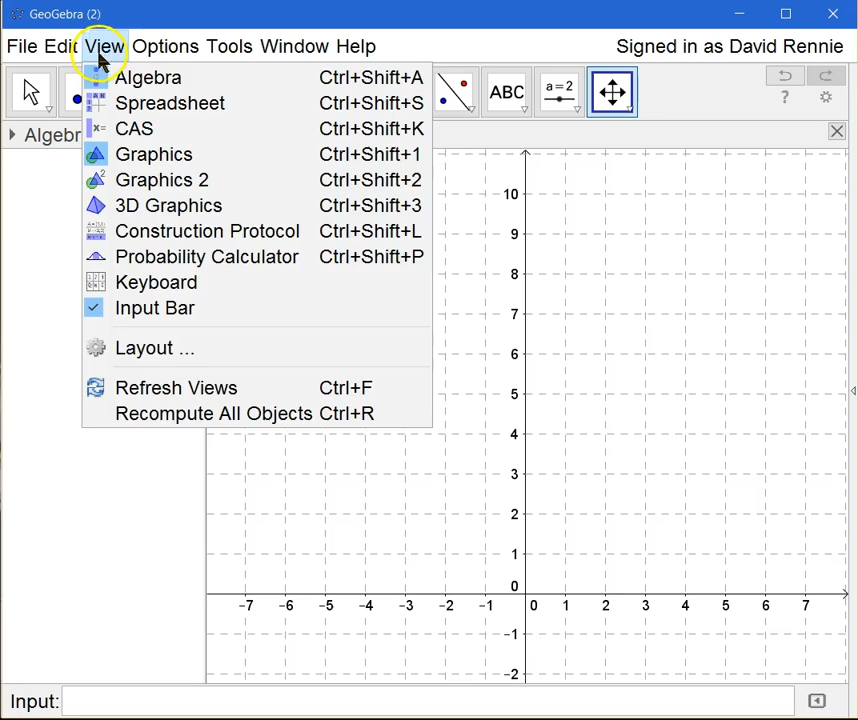 GeoGebra (2)
File Edit View Options Tools Window Help Signed in as David Rennie
ABC a=2
?
Algebr
Algebra Ctrl+Shift+A
Spreadsheet Ctrl+Shift+S
x= CAS Ctrl+Shift+K
Graphics Ctrl+Shift+1
2 Graphics 2 Ctrl+Shift+2
3D Graphics Ctrl+Shift+3
Construction Protocol Ctrl+Shift+L
Probability Calculator Ctrl+Shift+P
Keyboard
Input Bar
Layout ...
Refresh Views Ctrl+F
Recompute All Objects Ctrl+R
10
9
8
7
6
5
4
3
2
1
0
−7 −6 −5 −4 −3 −2 −1 0 1 2 3 4 5 6 7
−1
−2
Input: